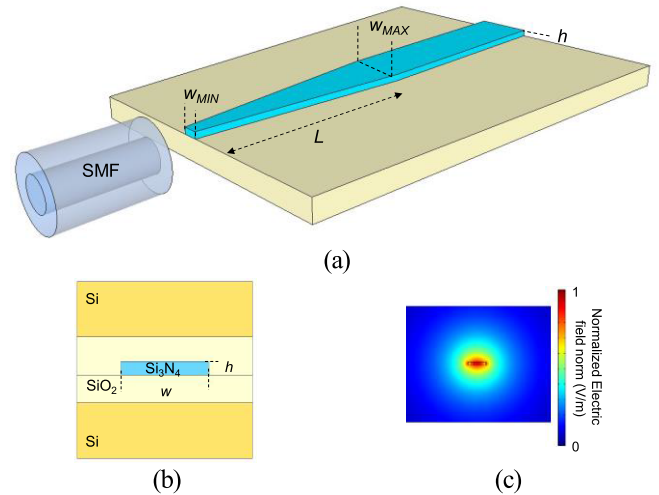 w_MAX
h
w_MIN
L
SMF
(a)
Si
Si₃N₄
h
SiO₂
w
Si
(b)
1
0
Normalized Electric
field norm (V/m)
(c)